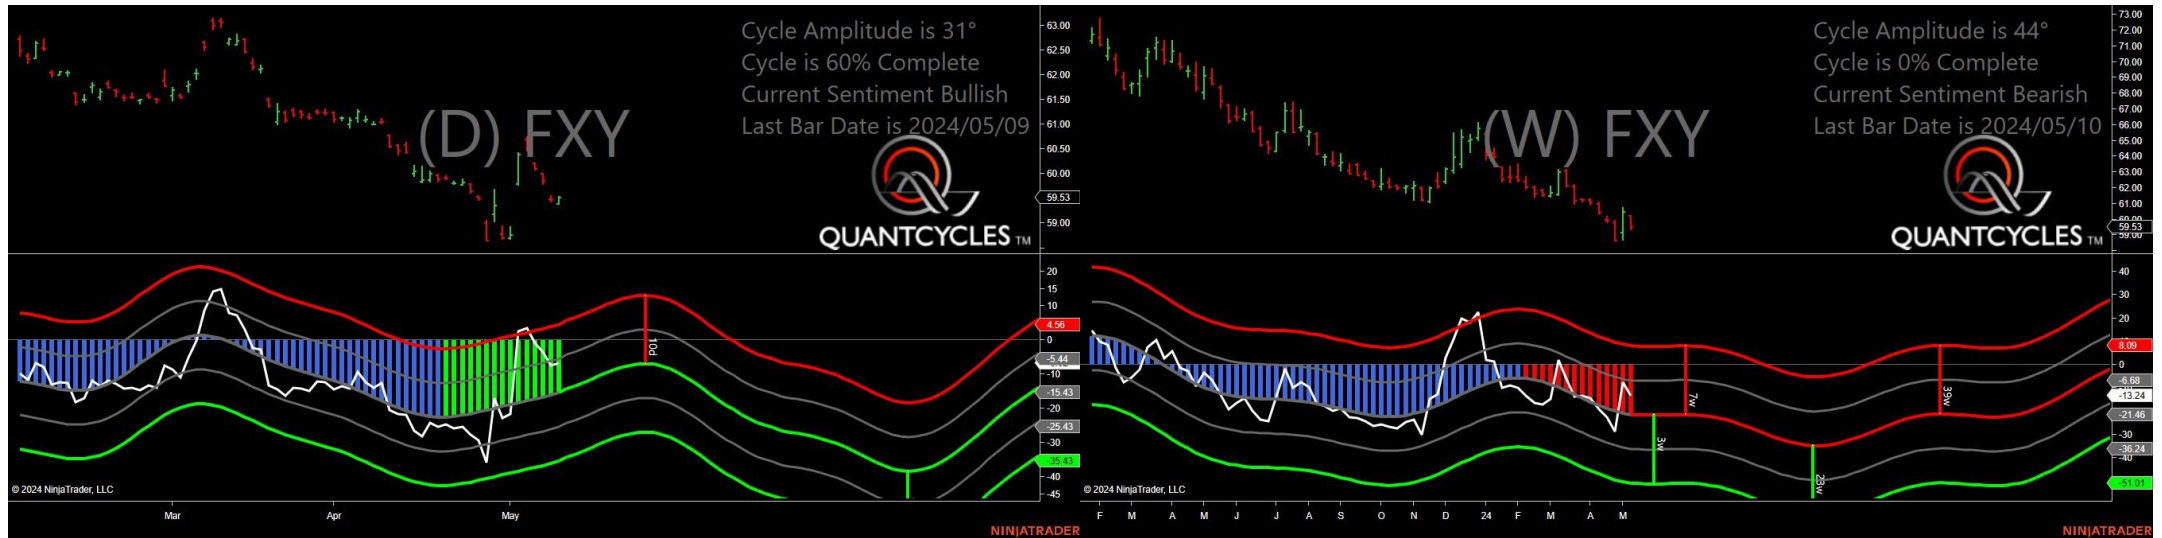 Cycle Amplitude is 31°
Cycle is 60% Complete
Current Sentiment Bullish
Last Bar Date is 2024/05/09
(D) FXY
QUANTCYCLES TM
63.00
62.50
62.00
61.50
61.00
60.50
60.00
59.53
59.00
20
15
10
4.56
0
-5.44
-10
-15.43
-20
-25.43
-30
-35.43
-40
-45
10d
© 2024 NinjaTrader, LLC
Mar Apr May
NINJATRADER
Cycle Amplitude is 44°
Cycle is 0% Complete
Current Sentiment Bearish
Last Bar Date is 2024/05/10
(W) FXY
QUANTCYCLES TM
73.00
72.00
71.00
70.00
69.00
68.00
67.00
66.00
65.00
64.00
63.00
62.00
61.00
60.00
59.53
59.00
40
30
20
8.09
0
-6.68
-13.24
-21.46
-30
-36.24
-40
-51.01
7w
3w
39w
23w
© 2024 NinjaTrader, LLC
F M A M J J A S O N D 24 F M A M
NINJATRADER